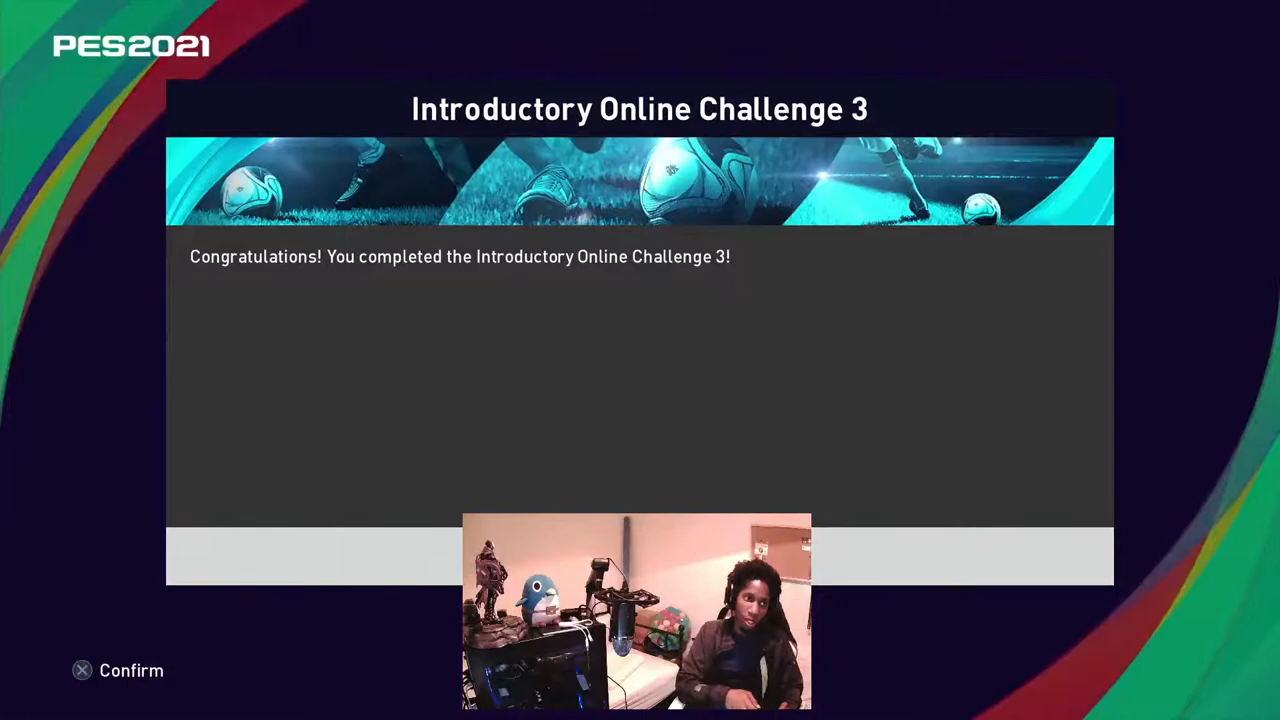 PES2021
Introductory Online Challenge 3
Congratulations! You completed the Introductory Online Challenge 3!
Confirm